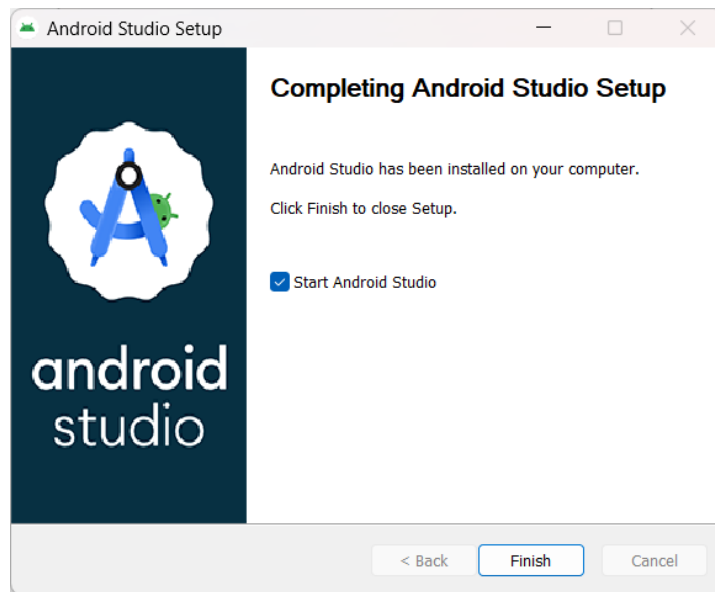 Android Studio Setup
Completing Android Studio Setup
Android Studio has been installed on your computer.
Click Finish to close Setup.
Start Android Studio
android
studio
< Back
Finish
Cancel